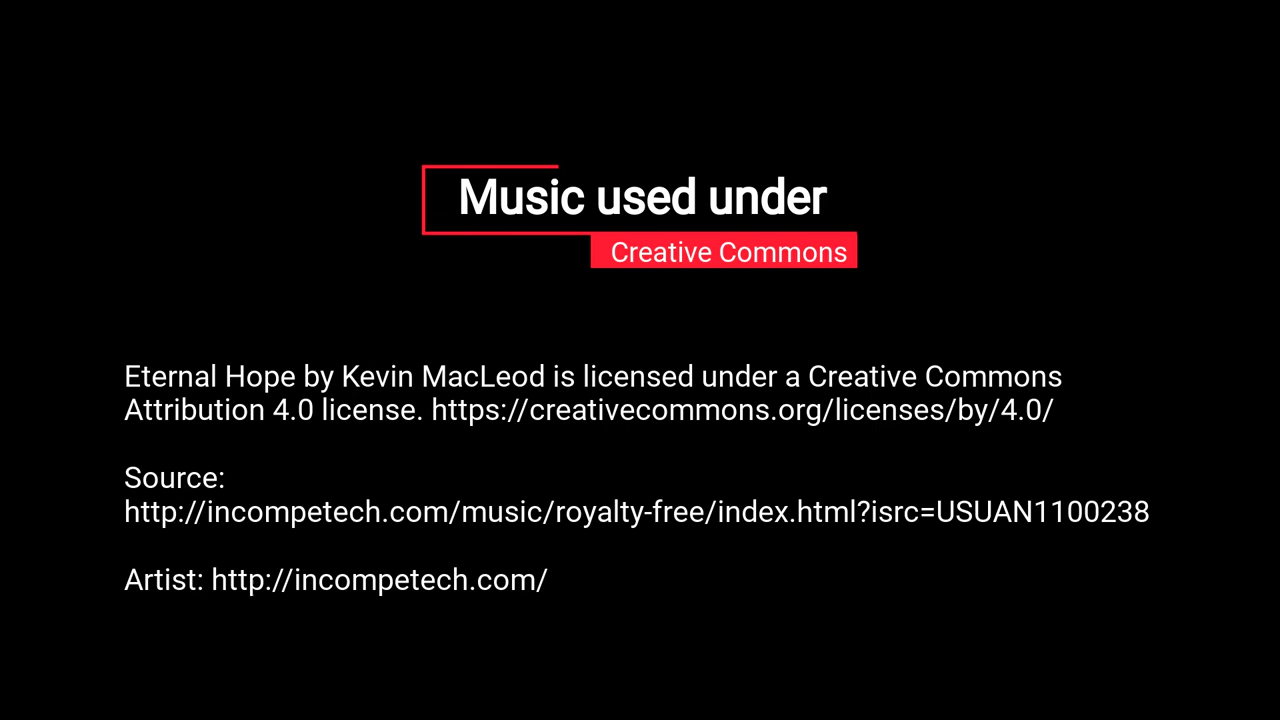 Music used under
Creative Commons
Eternal Hope by Kevin MacLeod is licensed under a Creative Commons
Attribution 4.0 license. https://creativecommons.org/licenses/by/4.0/
Source:
http://incompetech.com/music/royalty-free/index.html?isrc=USUAN1100238
Artist: http://incompetech.com/